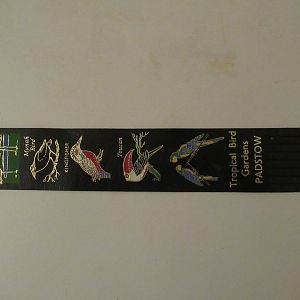 Mynah
Bird
KINGFISHER
Toucan
Tropical Bird
Gardens
PADSTOW